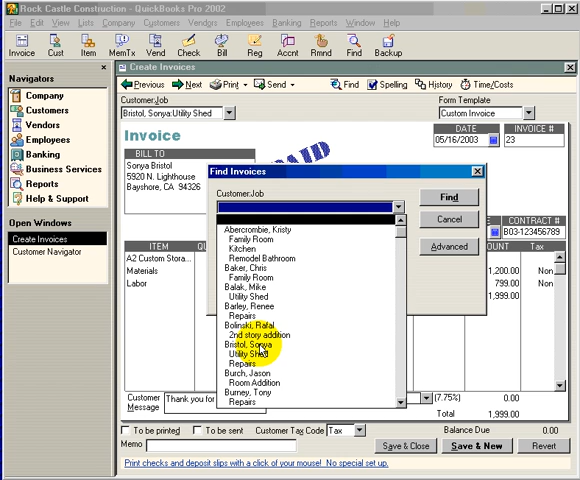 Rock Castle Construction - QuickBooks Pro 2002
File Edit View Lists Company Customers Vendors Employees Banking Reports Window Help
Invoice Cust Item MemTx Vend Check Bill Reg Accnt Rmnd Find Backup
Navigators
Company
Customers
Vendors
Employees
Banking
Business Services
Reports
Help & Support
Open Windows
Create Invoices
Customer Navigator
Create Invoices
Previous Next Print Send Find Spelling History Time/Costs
Customer:Job
Form Template
Bristol, Sonya:Utility Shed
Custom Invoice
Invoice
DATE
INVOICE #
05/16/2003
23
BILL TO
Sonya Bristol
5920 N. Lighthouse
Bayshore, CA 94326
PAID
CONTRACT #
B03-123456789
Find Invoices
Customer:Job
Find
Cancel
Advanced
Abercrombie, Kristy
Family Room
Kitchen
Remodel Bathroom
Baker, Chris
Family Room
Balak, Mike
Utility Shed
Barley, Renee
Repairs
Bolinski, Rafal
2nd story addition
Bristol, Sonya
Utility Shed
Repairs
Burch, Jason
Room Addition
Burney, Tony
Repairs
ITEM
OUNT
Tax
A2 Custom Stora...
Materials
Labor
1,200.00 Non
799.00 Non
1,999.00
Customer
Message
Thank you for
(7.75%) 0.00
Total 1,999.00
To be printed To be sent Customer Tax Code Tax
Balance Due 0.00
Memo
Save & Close
Save & New
Revert
Print checks and deposit slips with a click of your mouse! No special set up.